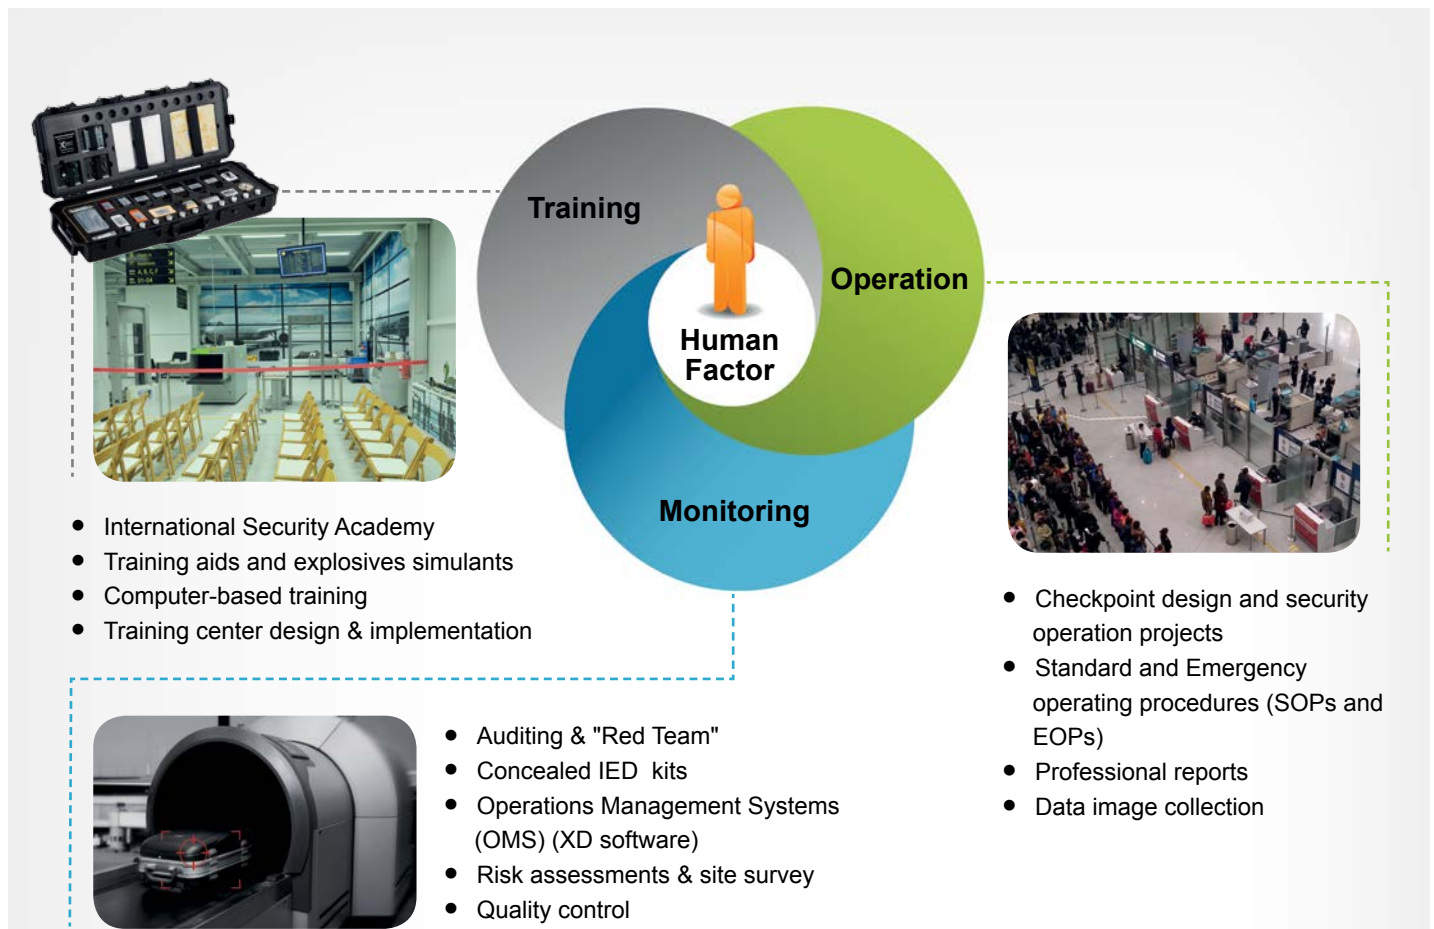 Training
Operation
Human
Factor
Monitoring
A, B, C, F
International Security Academy
Training aids and explosives simulants
Computer-based training
Training center design & implementation
Auditing & "Red Team"
Concealed IED  kits
Operations Management Systems
(OMS) (XD software)
Risk assessments & site survey
Quality control
Checkpoint design and security
operation projects
Standard and Emergency
operating procedures (SOPs and
EOPs)
Professional reports
Data image collection